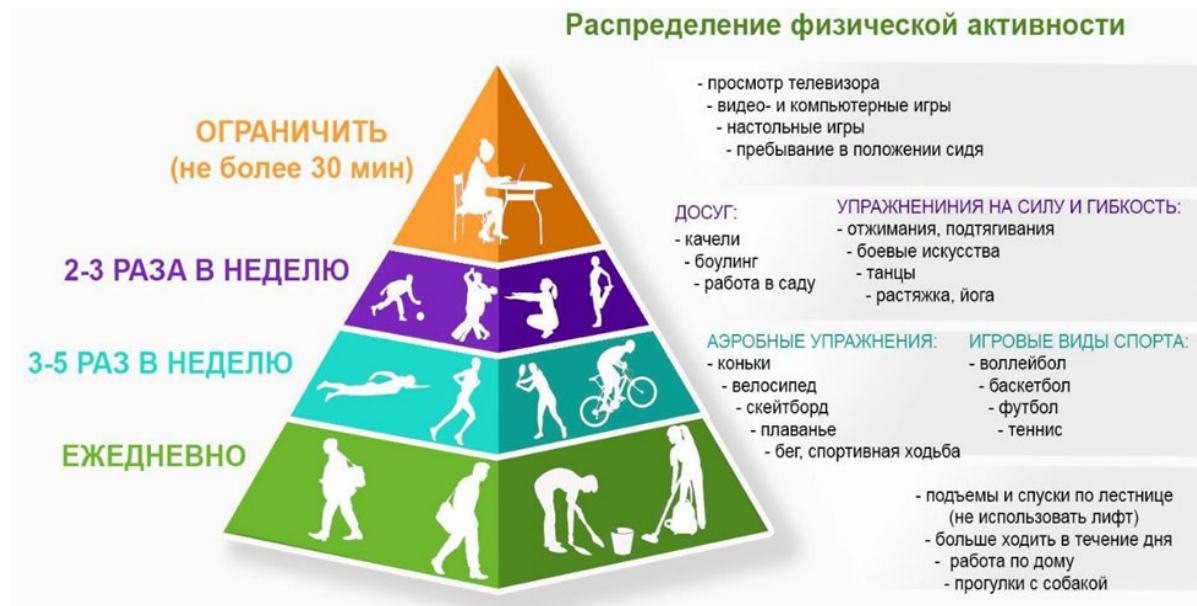 Распределение физической активности
ОГРАНИЧИТЬ
(не более 30 мин)
- просмотр телевизора
- видео- и компьютерные игры
- настольные игры
- пребывание в положении сидя
2-3 РАЗА В НЕДЕЛЮ
ДОСУГ:
- качели
- боулинг
- работа в саду
УПРАЖНЕНИНИЯ НА СИЛУ И ГИБКОСТЬ:
- отжимания, подтягивания
- боевые искусства
- танцы
- растяжка, йога
3-5 РАЗ В НЕДЕЛЮ
АЭРОБНЫЕ УПРАЖНЕНИЯ:
- коньки
- велосипед
- скейтборд
- плаванье
- бег, спортивная ходьба
ИГРОВЫЕ ВИДЫ СПОРТА:
- воллейбол
- баскетбол
- футбол
- теннис
ЕЖЕДНЕВНО
- подъемы и спуски по лестнице
(не использовать лифт)
- больше ходить в течение дня
- работа по дому
- прогулки с собакой